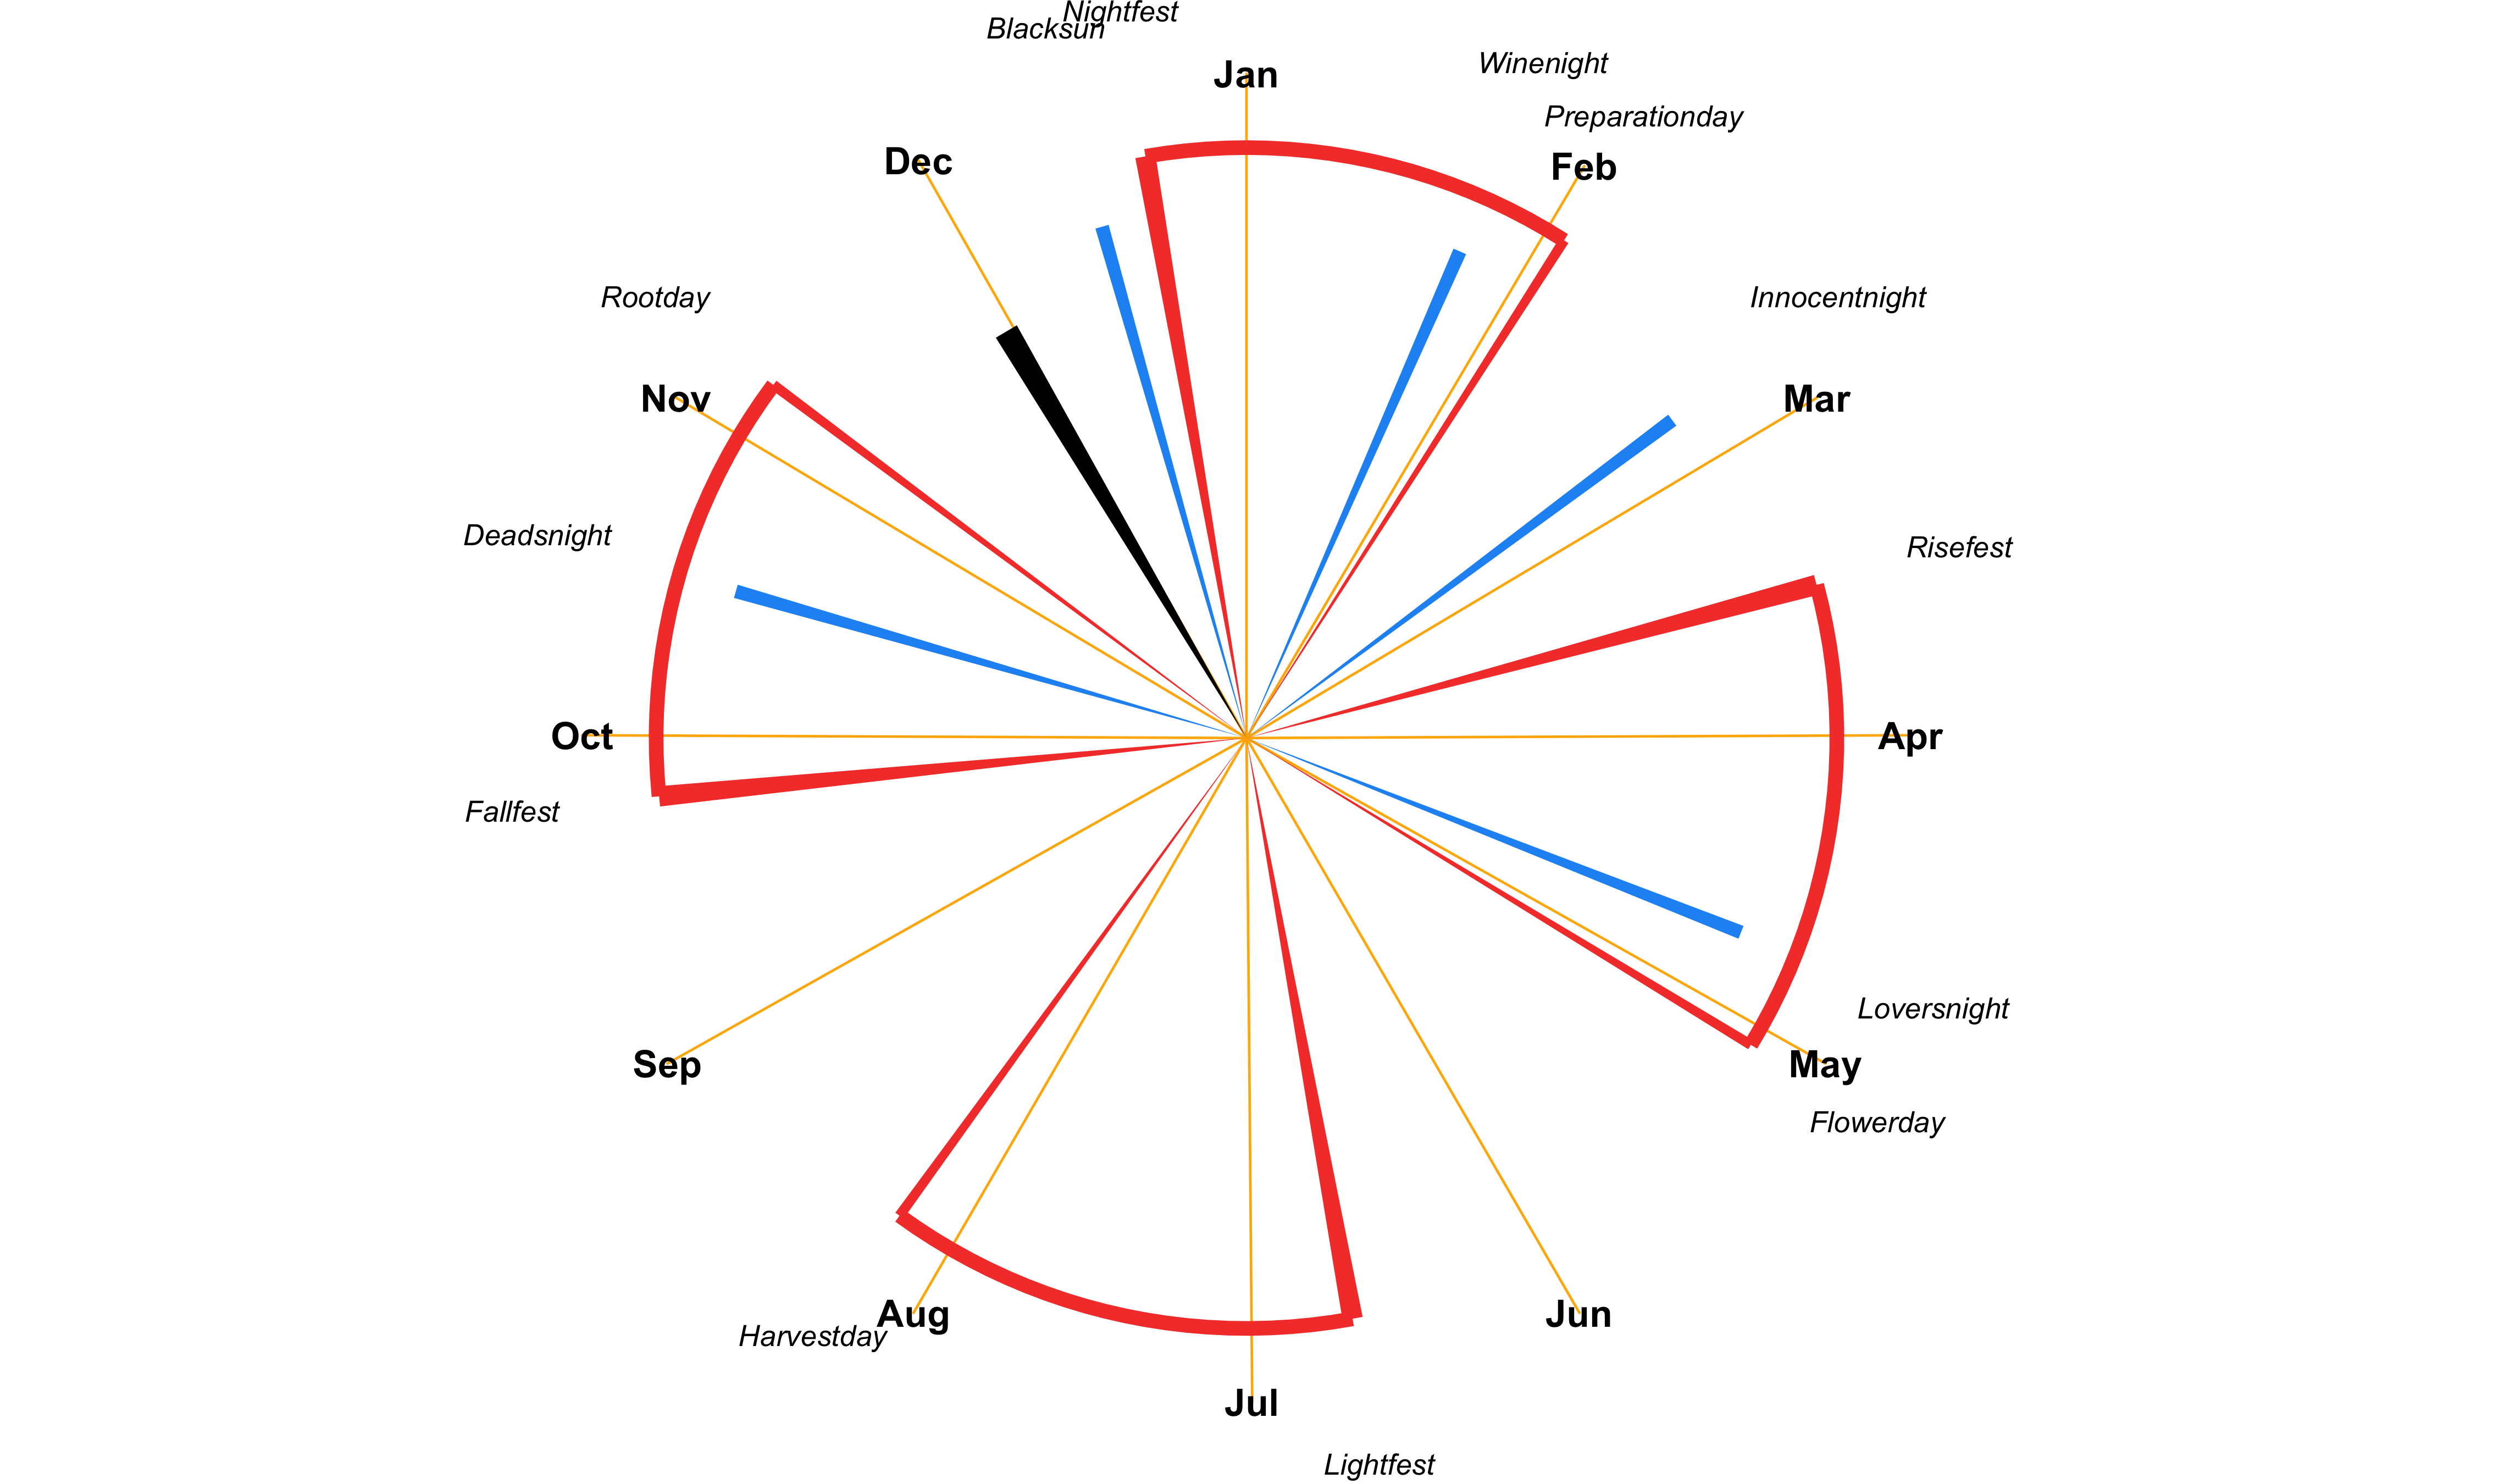 Nightfest
Blacksun
Winenight
Jan
Preparationday
Dec
Feb
Rootday
Innocentnight
Nov
Mar
Deadsnight
Risefest
Oct
Apr
Fallfest
Loversnight
Sep
May
Flowerday
Aug
Jun
Harvestday
Jul
Lightfest